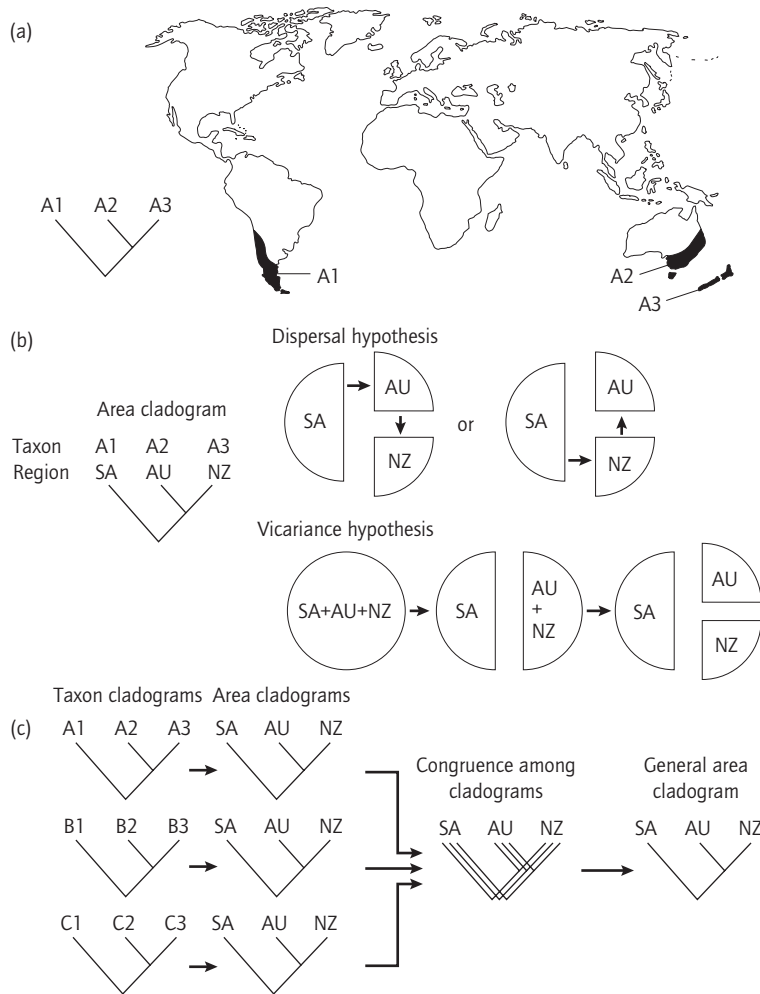 (a)
A1 A2 A3
A1
A2
A3
(b)
Dispersal hypothesis
SA AU NZ or SA AU NZ
Area cladogram
Taxon A1 A2 A3
Region SA AU NZ
Vicariance hypothesis
SA+AU+NZ SA AU + NZ SA AU NZ
(c)
Taxon cladograms Area cladograms
A1 A2 A3 SA AU NZ
B1 B2 B3 SA AU NZ
C1 C2 C3 SA AU NZ
Congruence among
cladograms
SA AU NZ
General area
cladogram
SA AU NZ